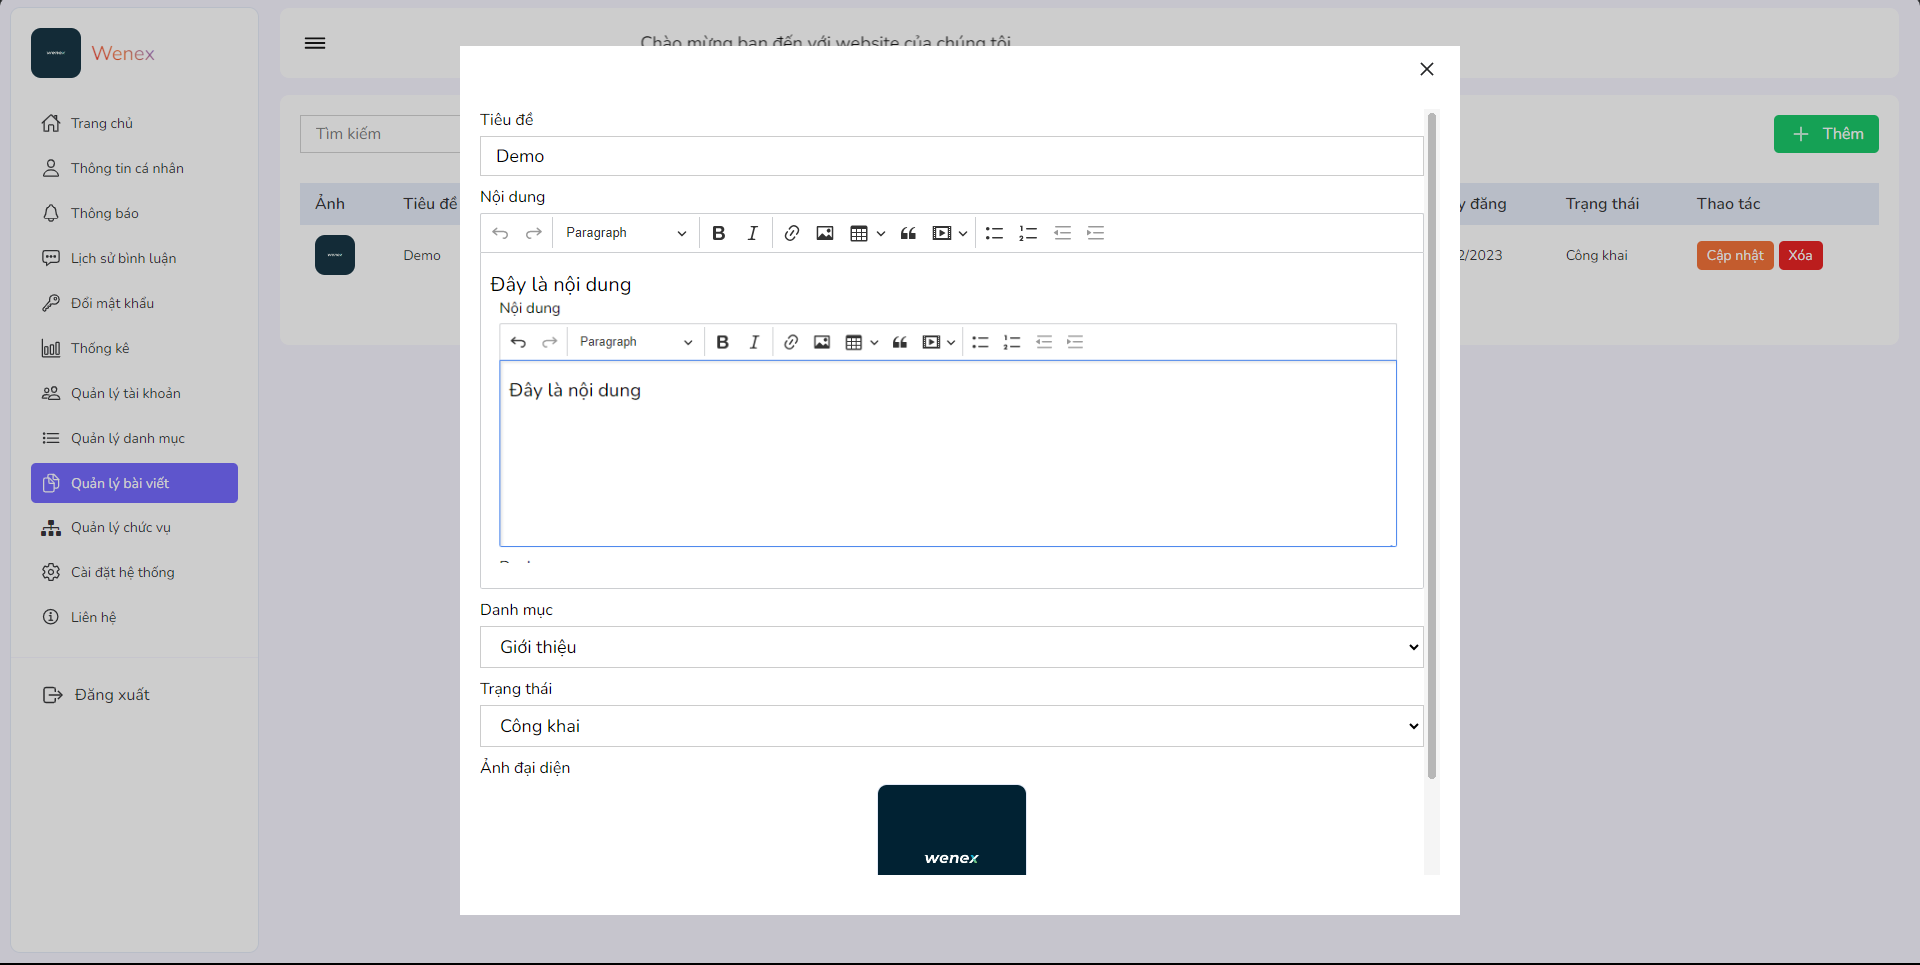 wenex
Wenex
Trang chủ
Thông tin cá nhân
Thông báo
Lịch sử bình luận
Đổi mật khẩu
Thống kê
Quản lý tài khoản
Quản lý danh mục
Quản lý bài viết
Quản lý chức vụ
Cài đặt hệ thống
Liên hệ
Đăng xuất
Chào mừng bạn đến với website của chúng tôi
Tìm kiếm
Thêm
Ảnh Tiêu đề y đăng Trạng thái Thao tác
wenex Demo 2/2023 Công khai Cập nhật Xóa
Tiêu đề
Demo
Nội dung
Paragraph B I
Đây là nội dung
Nội dung
Paragraph B I
Đây là nội dung
Danh mục
Giới thiệu
Trạng thái
Công khai
Ảnh đại diện
wenex